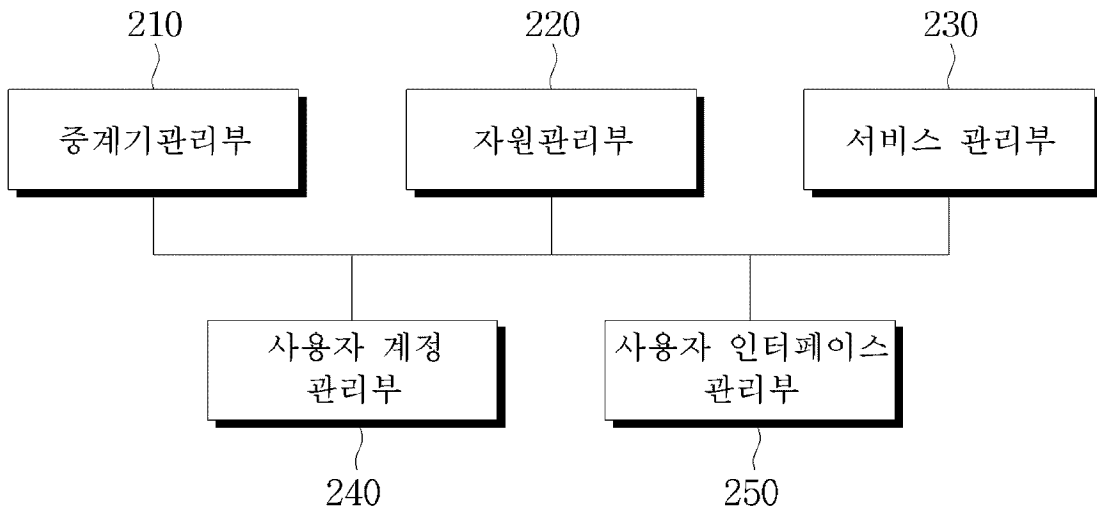 210
220
230
중계기관리부
자원관리부
서비스 관리부
사용자 계정
관리부
사용자 인터페이스
관리부
240
250